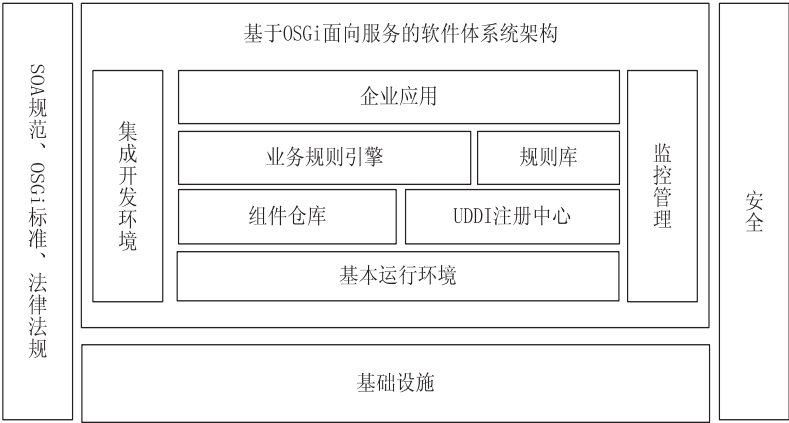 SOA规范、OSGi标准、法律法规
基于OSGi面向服务的软件体系统架构
集成开发环境
企业应用
业务规则引擎
规则库
组件仓库
UDDI注册中心
基本运行环境
监控管理
安全
基础设施